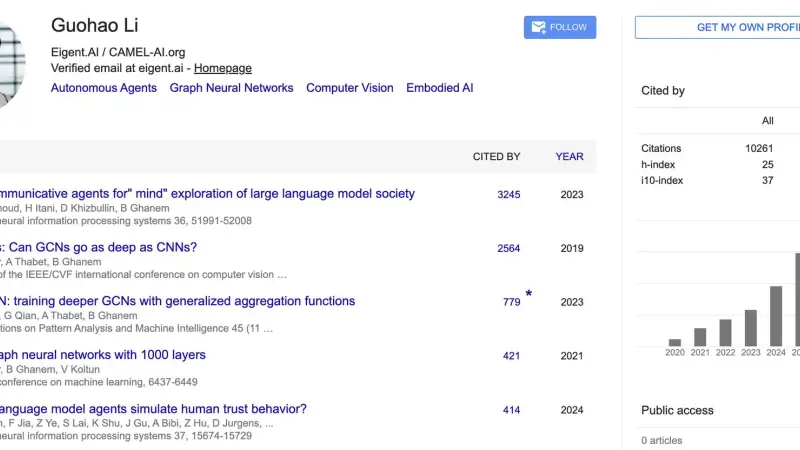 Guohao Li
FOLLOW
Eigent.AI / CAMEL-AI.org
Verified email at eigent.ai - Homepage
Autonomous Agents Graph Neural Networks Computer Vision Embodied AI
CITED BY YEAR
mmunicative agents for" mind" exploration of large language model society 3245 2023
oud, H Itani, D Khizbullin, B Ghanem
eural information processing systems 36, 51991-52008
s: Can GCNs go as deep as CNNs? 2564 2019
, A Thabet, B Ghanem
of the IEEE/CVF international conference on computer vision …
N: training deeper GCNs with generalized aggregation functions 779 * 2023
, G Qian, A Thabet, B Ghanem
tions on Pattern Analysis and Machine Intelligence 45 (11 …
aph neural networks with 1000 layers 421 2021
, B Ghanem, V Koltun
conference on machine learning, 6437-6449
anguage model agents simulate human trust behavior? 414 2024
, F Jia, Z Ye, S Lai, K Shu, J Gu, A Bibi, Z Hu, D Jurgens, ...
eural information processing systems 37, 15674-15729
GET MY OWN PROFI
Cited by
All
Citations 10261
h-index 25
i10-index 37
2020 2021 2022 2023 2024
Public access
0 articles